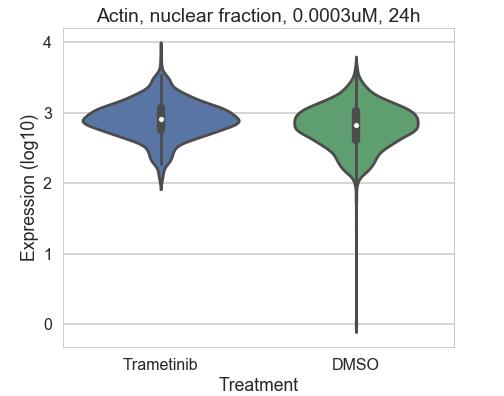 Actin, nuclear fraction, 0.0003uM, 24h
4
3
2
1
0
Expression (log10)
Trametinib
DMSO
Treatment